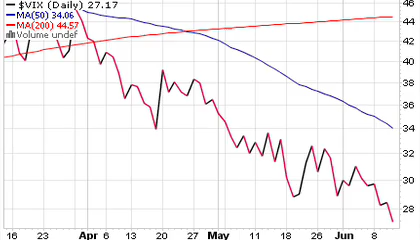 $VIX (Daily) 27.17
MA(50) 34.06
MA(200) 44.57
Volume undef
46
44
42
40
38
36
34
32
30
28
16 23 Apr 6 13 20 27 May 11 18 26 Jun 8